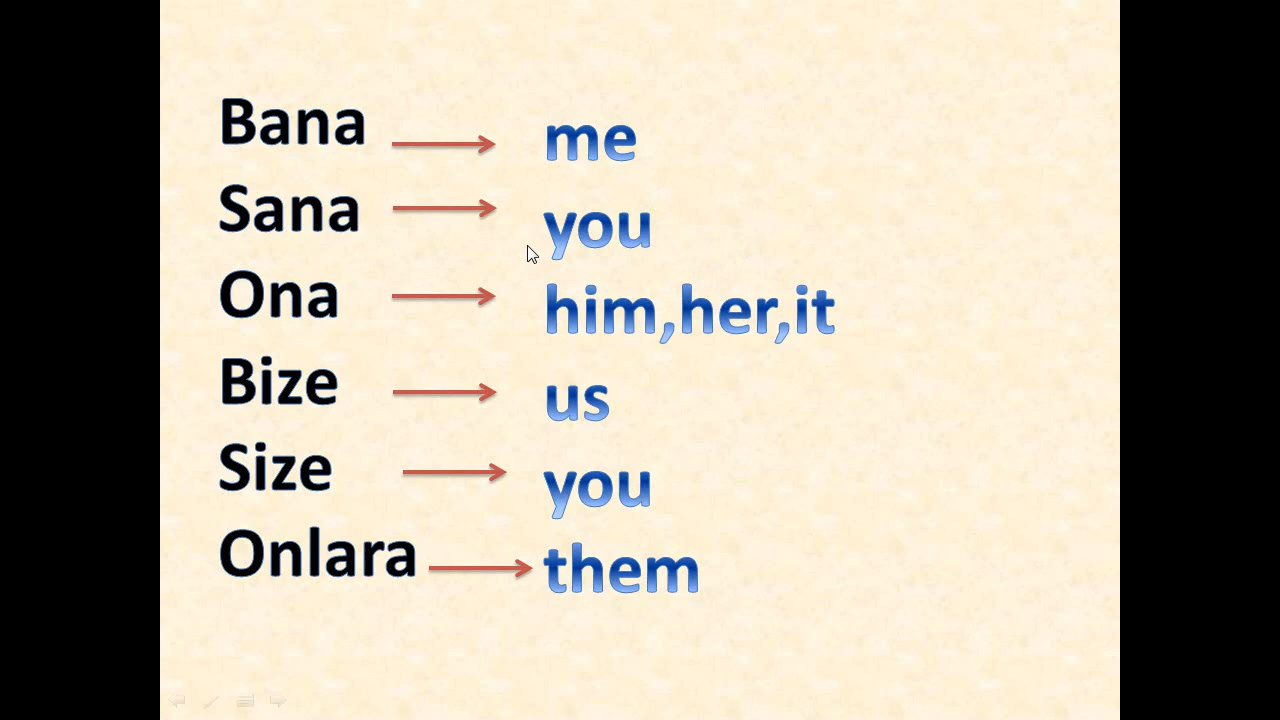 Bana me
Sana you
Ona him,her,it
Bize us
Size you
Onlara them